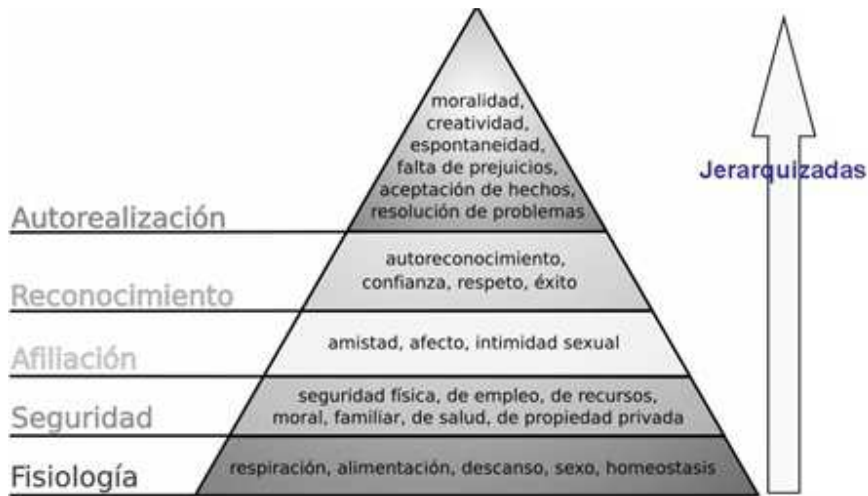 moralidad,
creatividad,
espontaneidad,
falta de prejuicios,
aceptación de hechos,
resolución de problemas
Jerarquizadas
Autorealización
autoreconocimiento,
confianza, respeto, éxito
Reconocimiento
amistad, afecto, intimidad sexual
Afiliación
seguridad física, de empleo, de recursos,
moral, familiar, de salud, de propiedad privada
Seguridad
respiración, alimentación, descanso, sexo, homeostasis
Fisiología